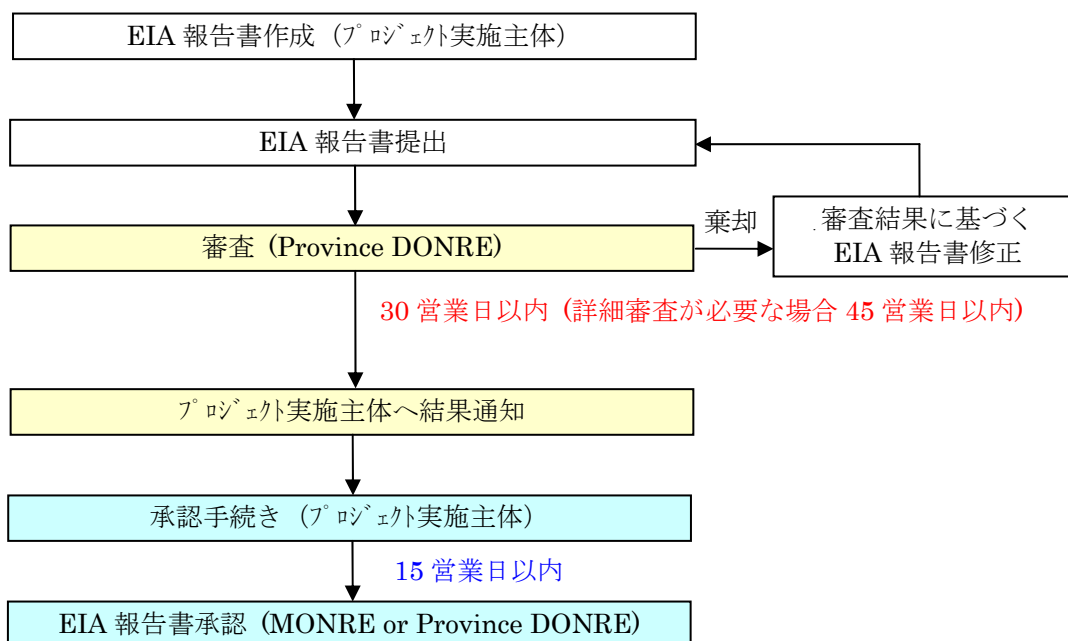 EIA 報告書作成 (ﾌﾟﾛｼﾞｪｸﾄ実施主体)
EIA 報告書提出
審査 (Province DONRE)
棄却
審査結果に基づく
EIA 報告書修正
30 営業日以内 (詳細審査が必要な場合 45 営業日以内)
ﾌﾟﾛｼﾞｪｸﾄ実施主体へ結果通知
承認手続き (ﾌﾟﾛｼﾞｪｸﾄ実施主体)
15 営業日以内
EIA 報告書承認 (MONRE or Province DONRE)